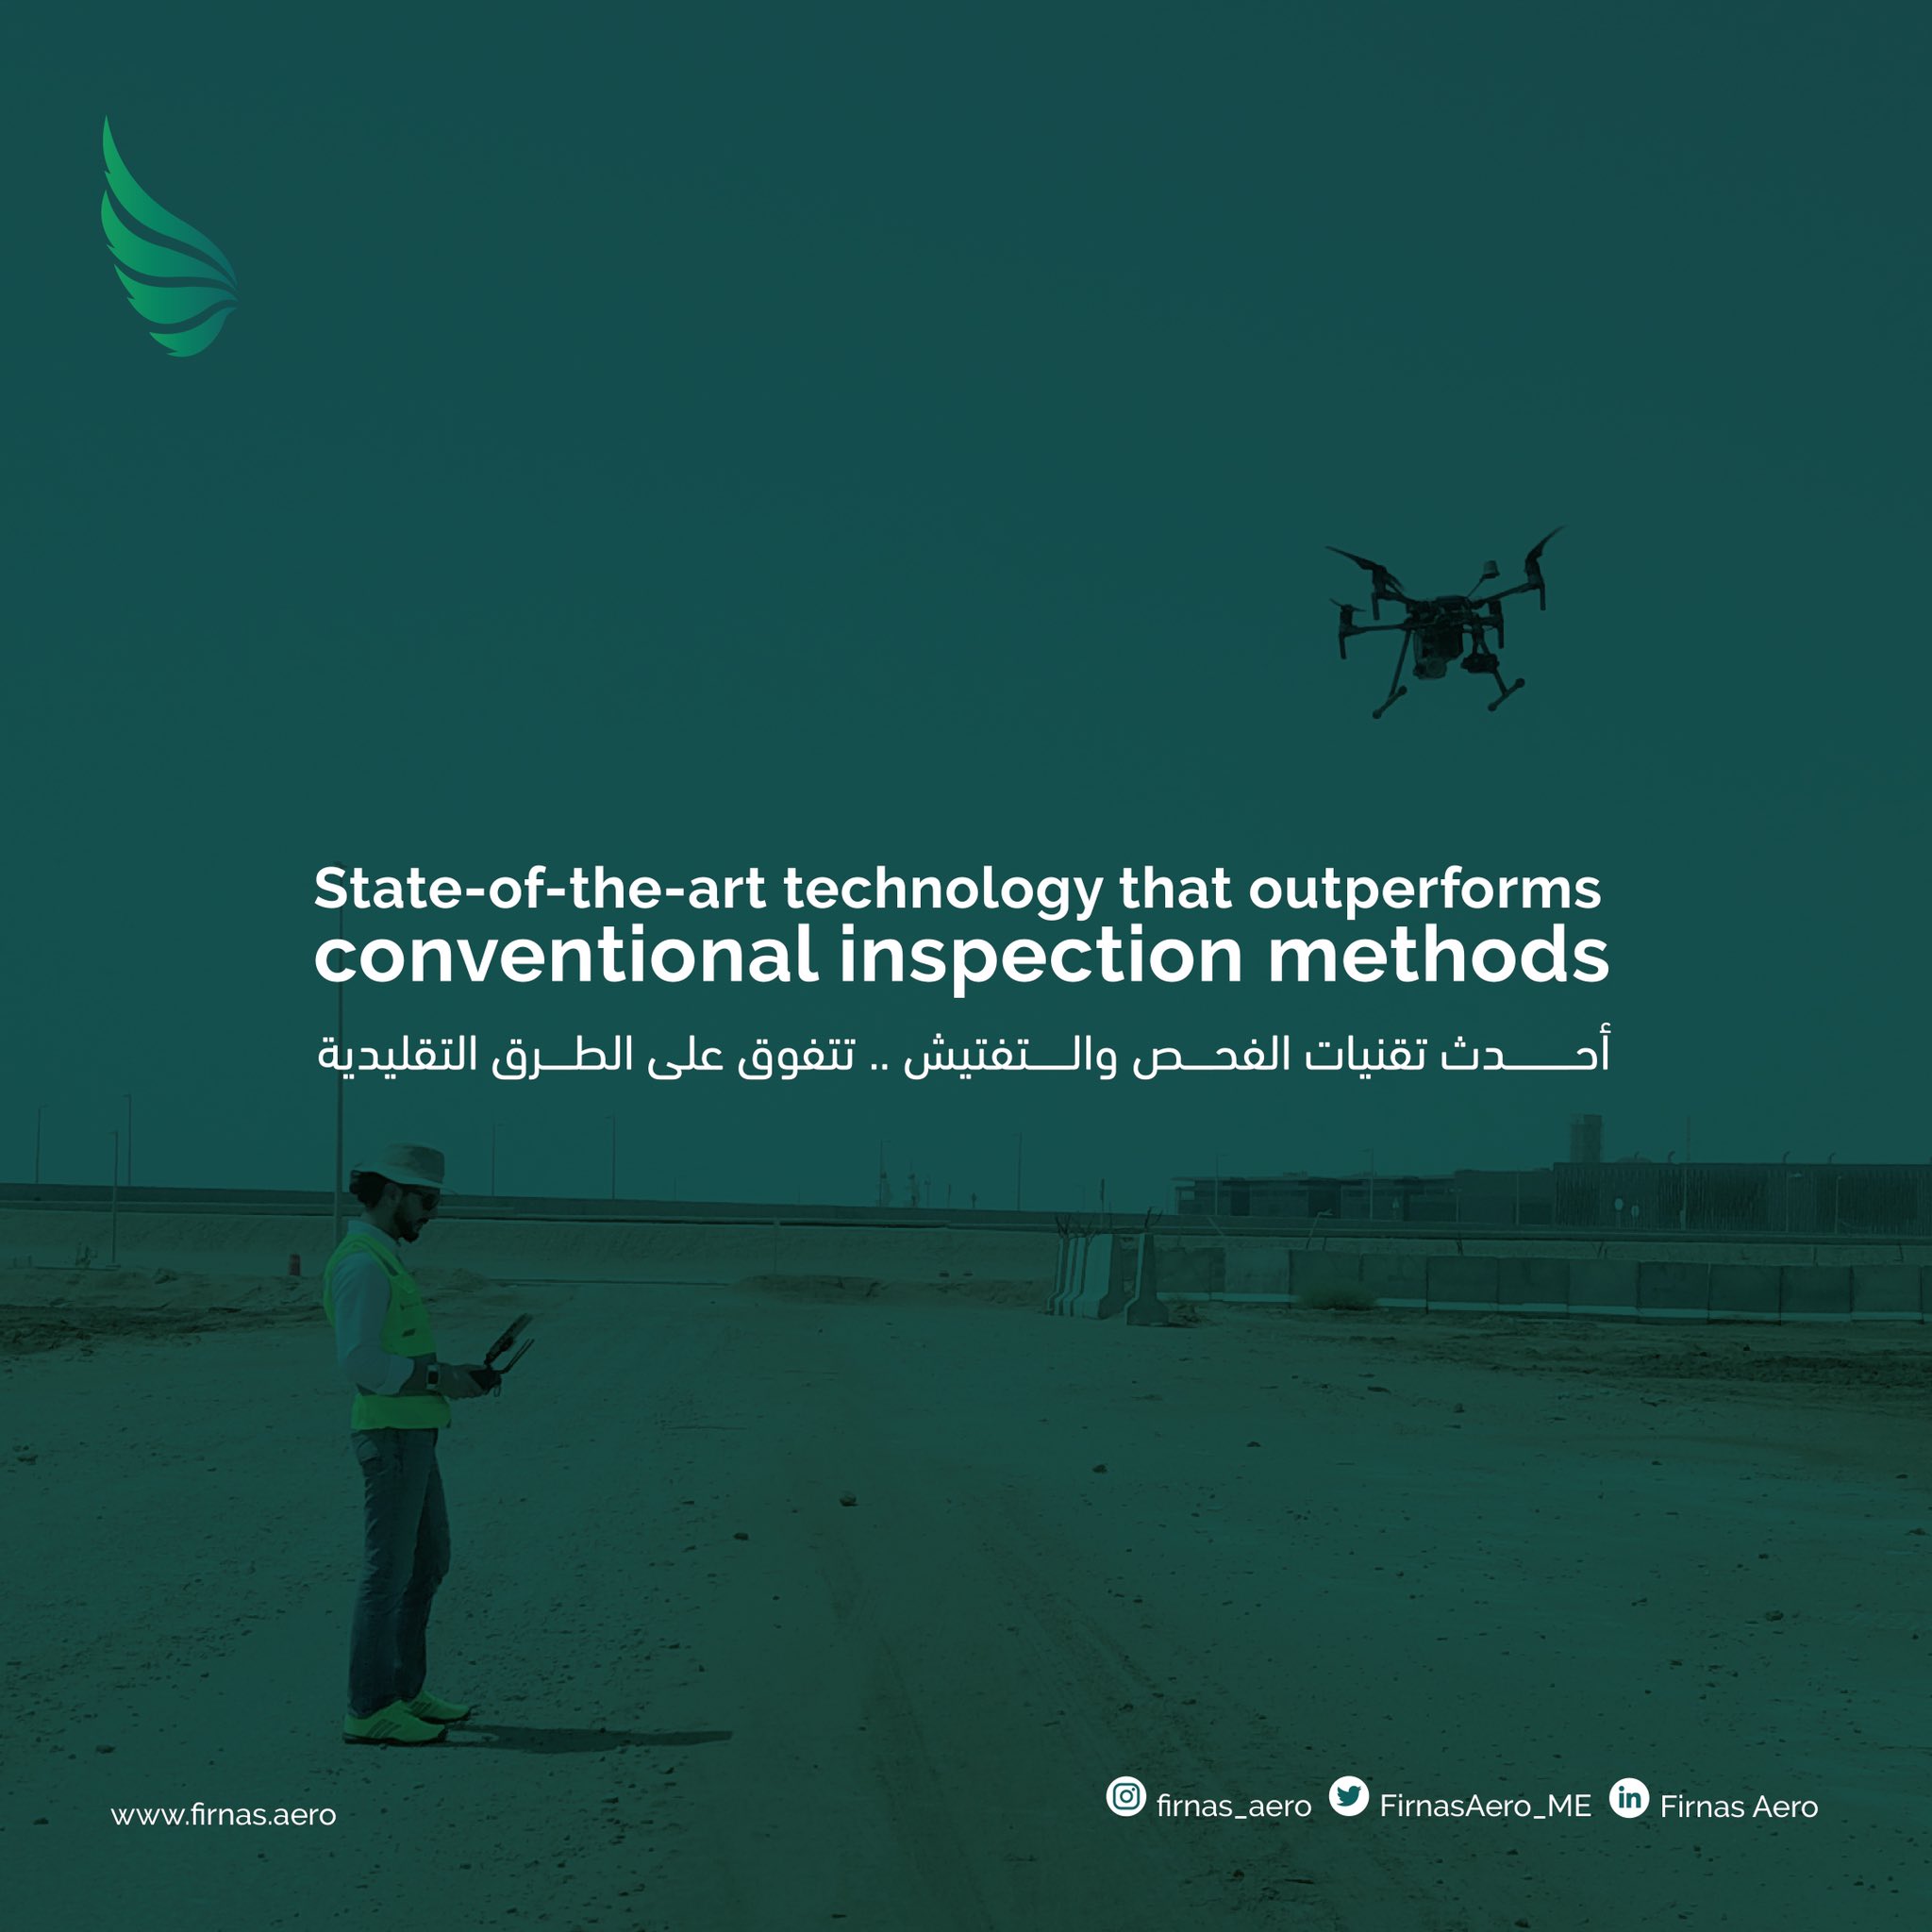 State-of-the-art technology that outperforms
conventional inspection methods
أحـــــدث تقنيات الفحـــص والـــتفتيش .. تتفوق على الطـــرق التقليدية
www.firnas.aero
firnas_aero FirnasAero_ME Firnas Aero